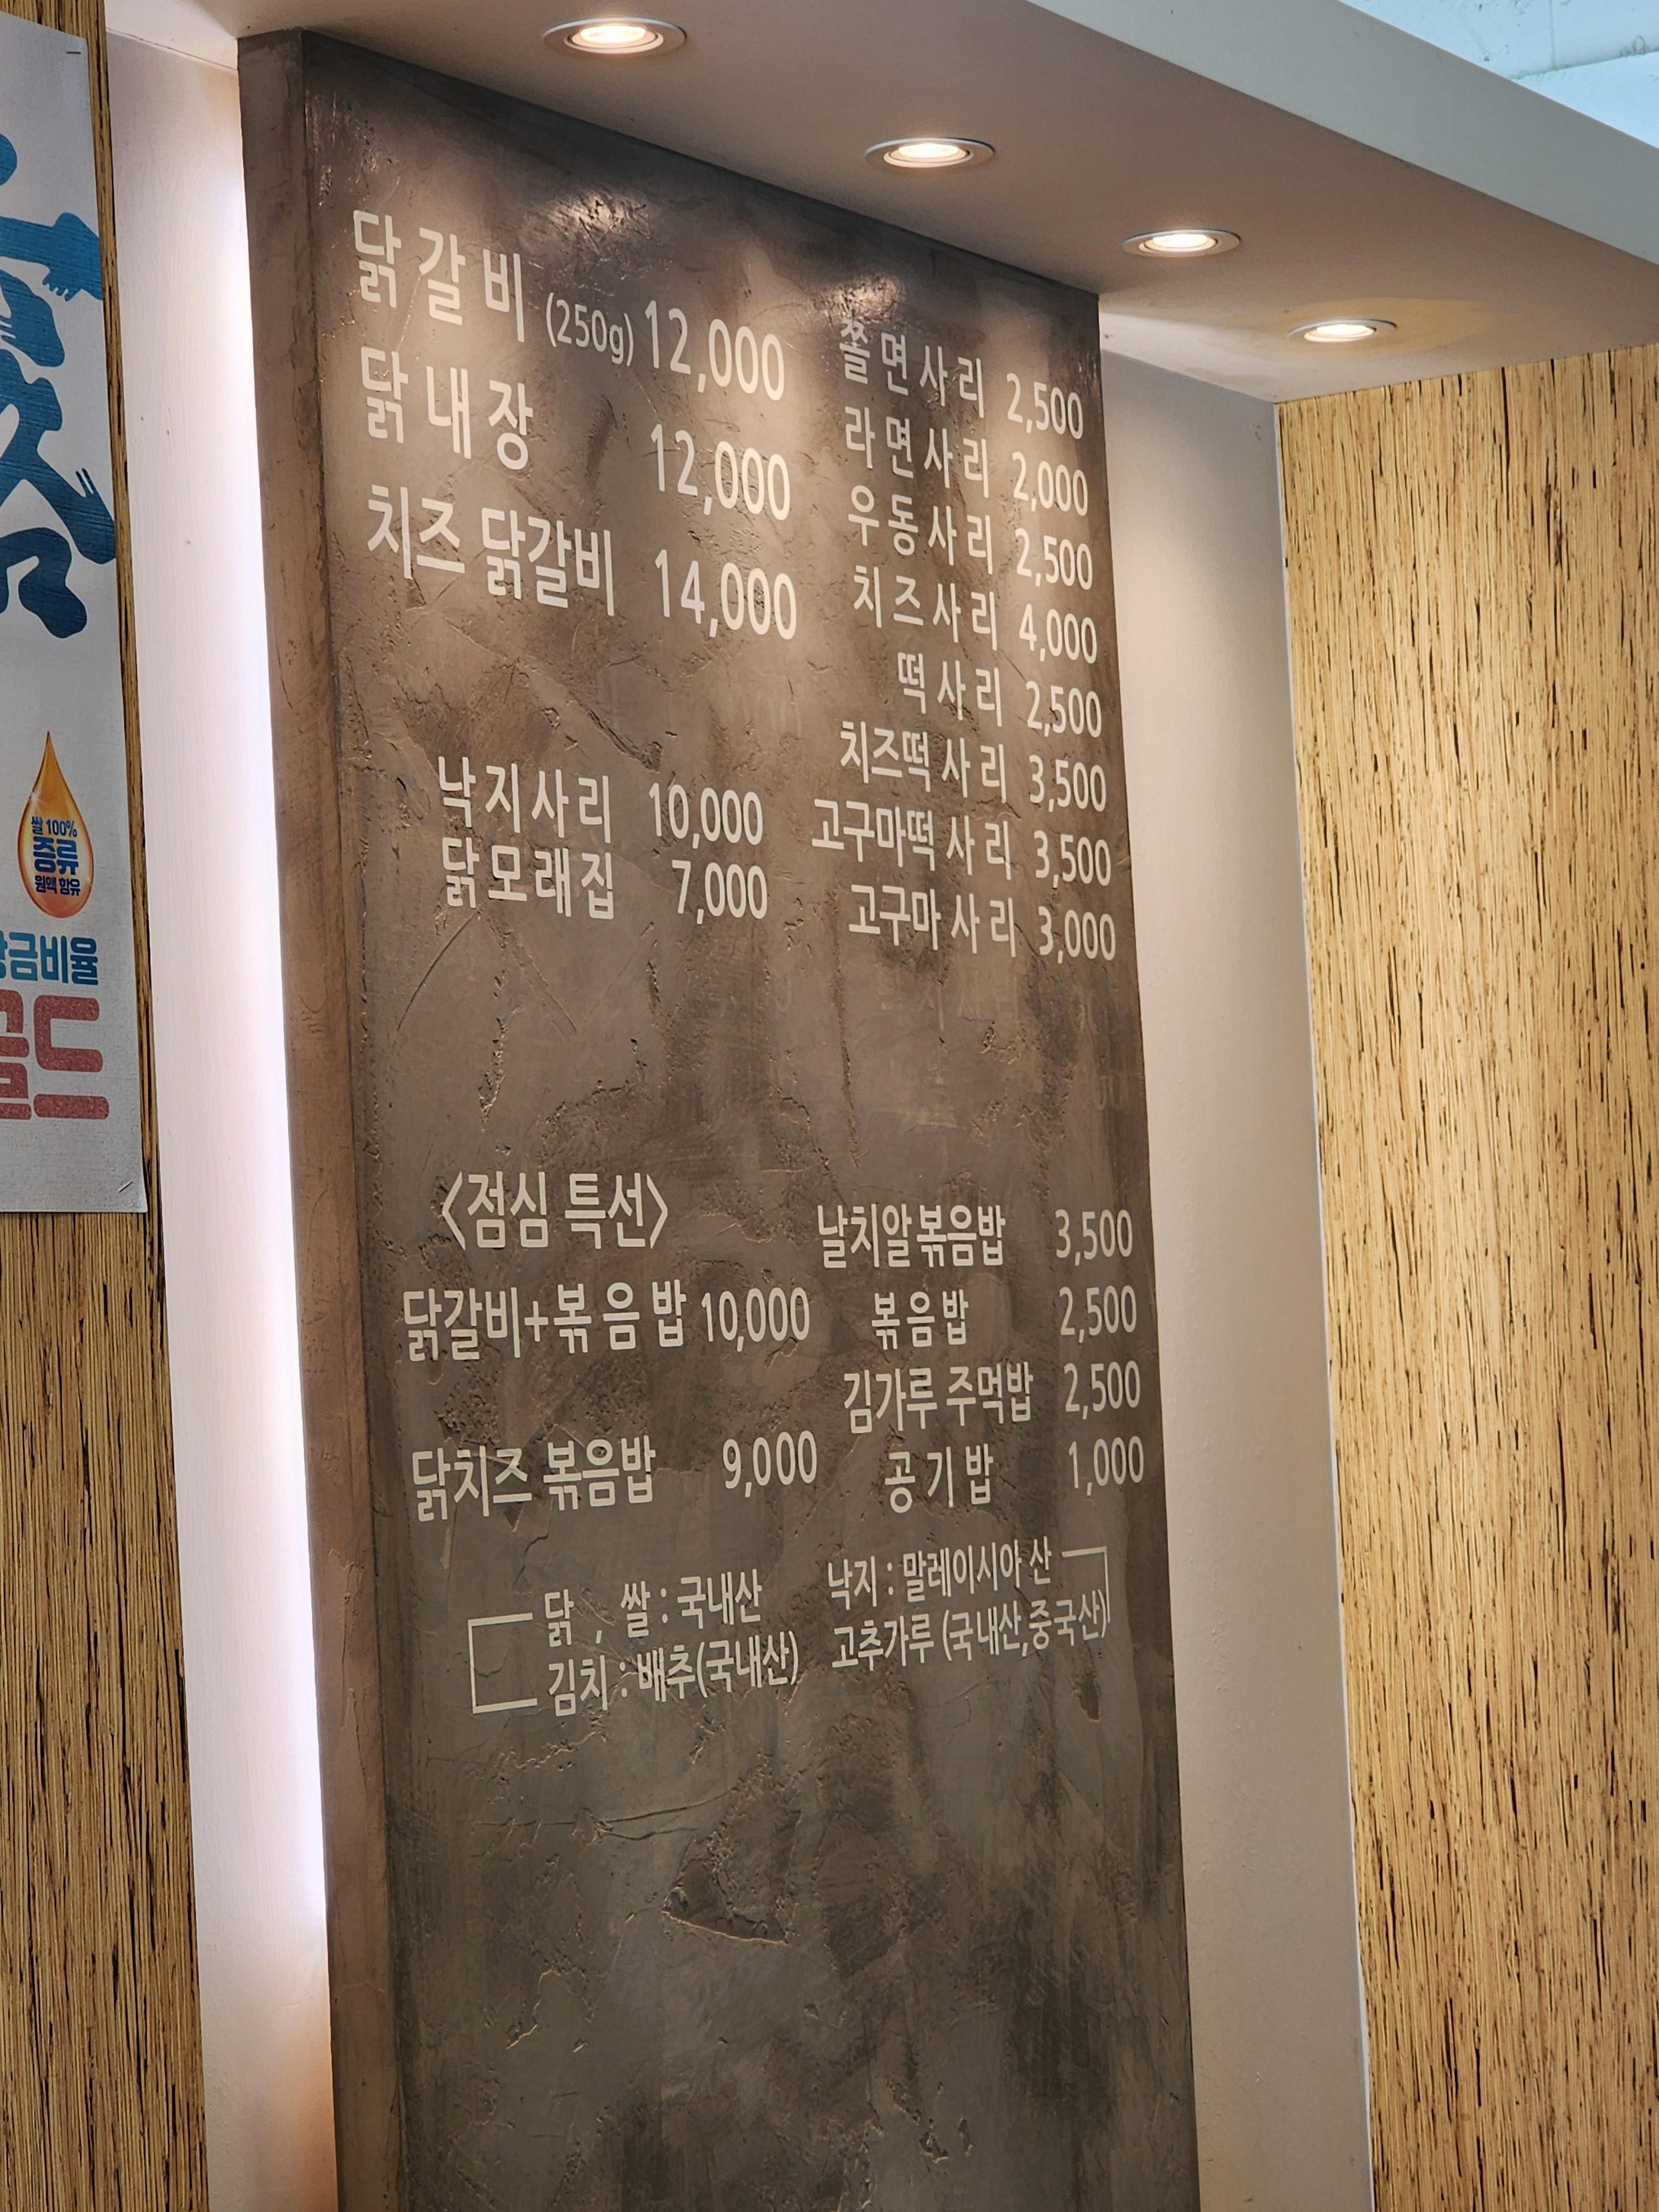 닭갈비 (250g) 12,000
닭내장 12,000
치즈 닭갈비 14,000
낙지사리 10,000
닭모래집 7,000
쫄면사리 2,500
라면사리 2,000
우동사리 2,500
치즈사리 4,000
떡사리 2,500
치즈떡사리 3,500
고구마떡사리 3,500
고구마사리 3,000
〈점심 특선〉
닭갈비+볶음밥 10,000
닭치즈 볶음밥 9,000
날치알볶음밥 3,500
볶음밥 2,500
김가루 주먹밥 2,500
공기밥 1,000
닭, 쌀 : 국내산 낙지 : 말레이시아 산
김치 : 배추(국내산) 고추가루 (국내산,중국산)
쌀 100%
증류
원액 함유